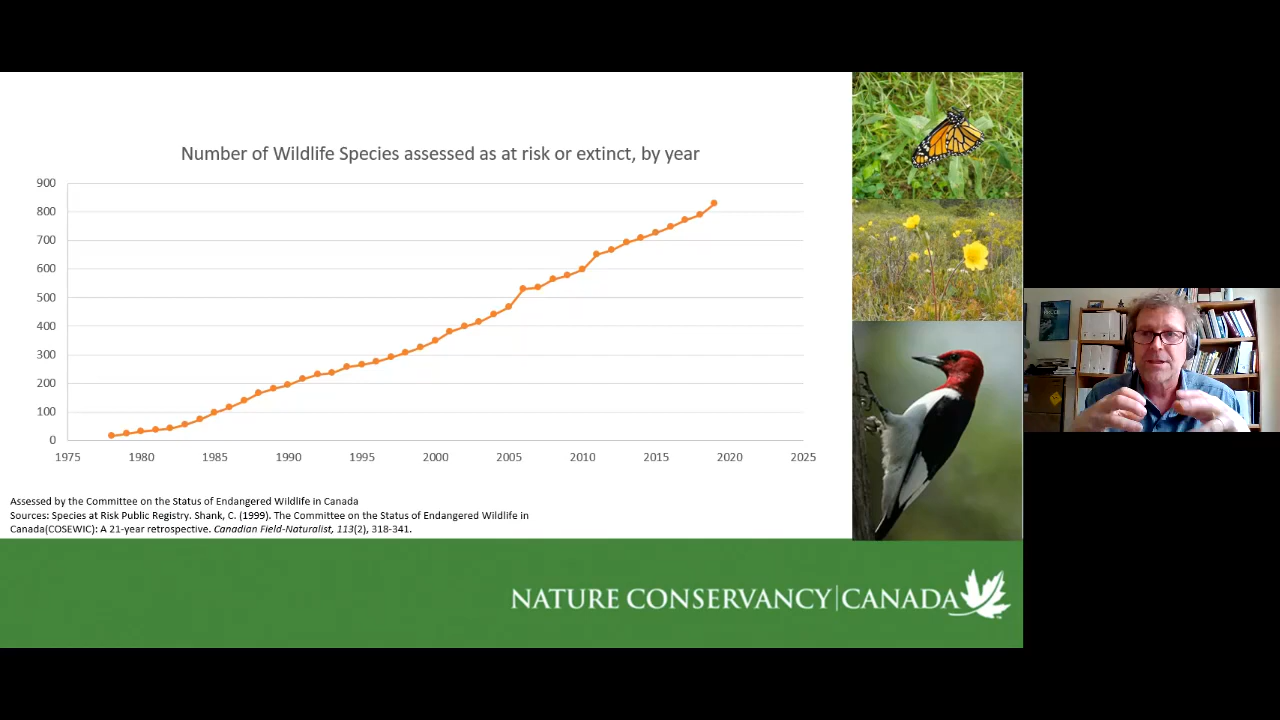 Number of Wildlife Species assessed as at risk or extinct, by year
900
800
700
600
500
400
300
200
100
0
1975 1980 1985 1990 1995 2000 2005 2010 2015 2020 2025
Assessed by the Committee on the Status of Endangered Wildlife in Canada
Sources: Species at Risk Public Registry. Shank, C. (1999). The Committee on the Status of Endangered Wildlife in
Canada(COSEWIC): A 21-year retrospective. Canadian Field-Naturalist, 113(2), 318-341.
NATURE CONSERVANCY|CANADA